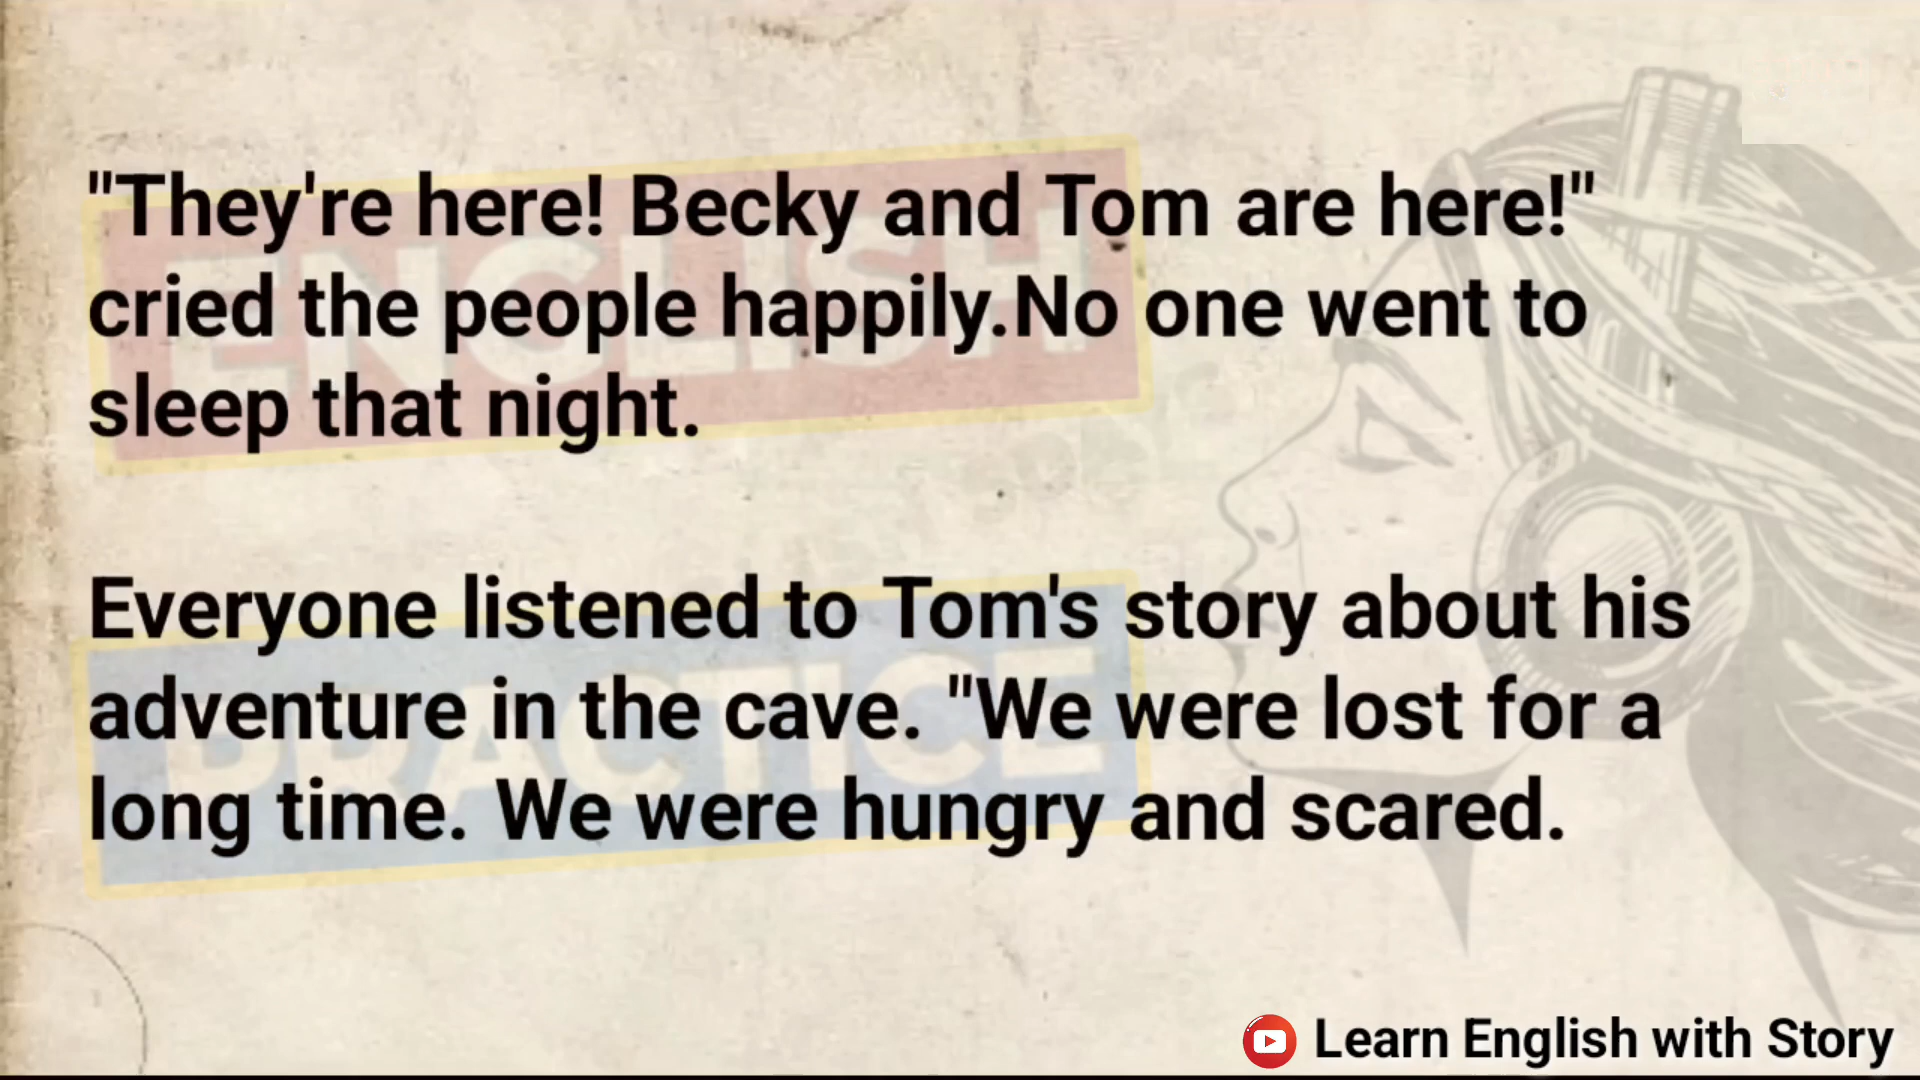 "They're here! Becky and Tom are here!"
cried the people happily.No one went to
sleep that night.
Everyone listened to Tom's story about his
adventure in the cave. "We were lost for a
long time. We were hungry and scared.
ENGLISH
PRACTICE
Learn English with Story